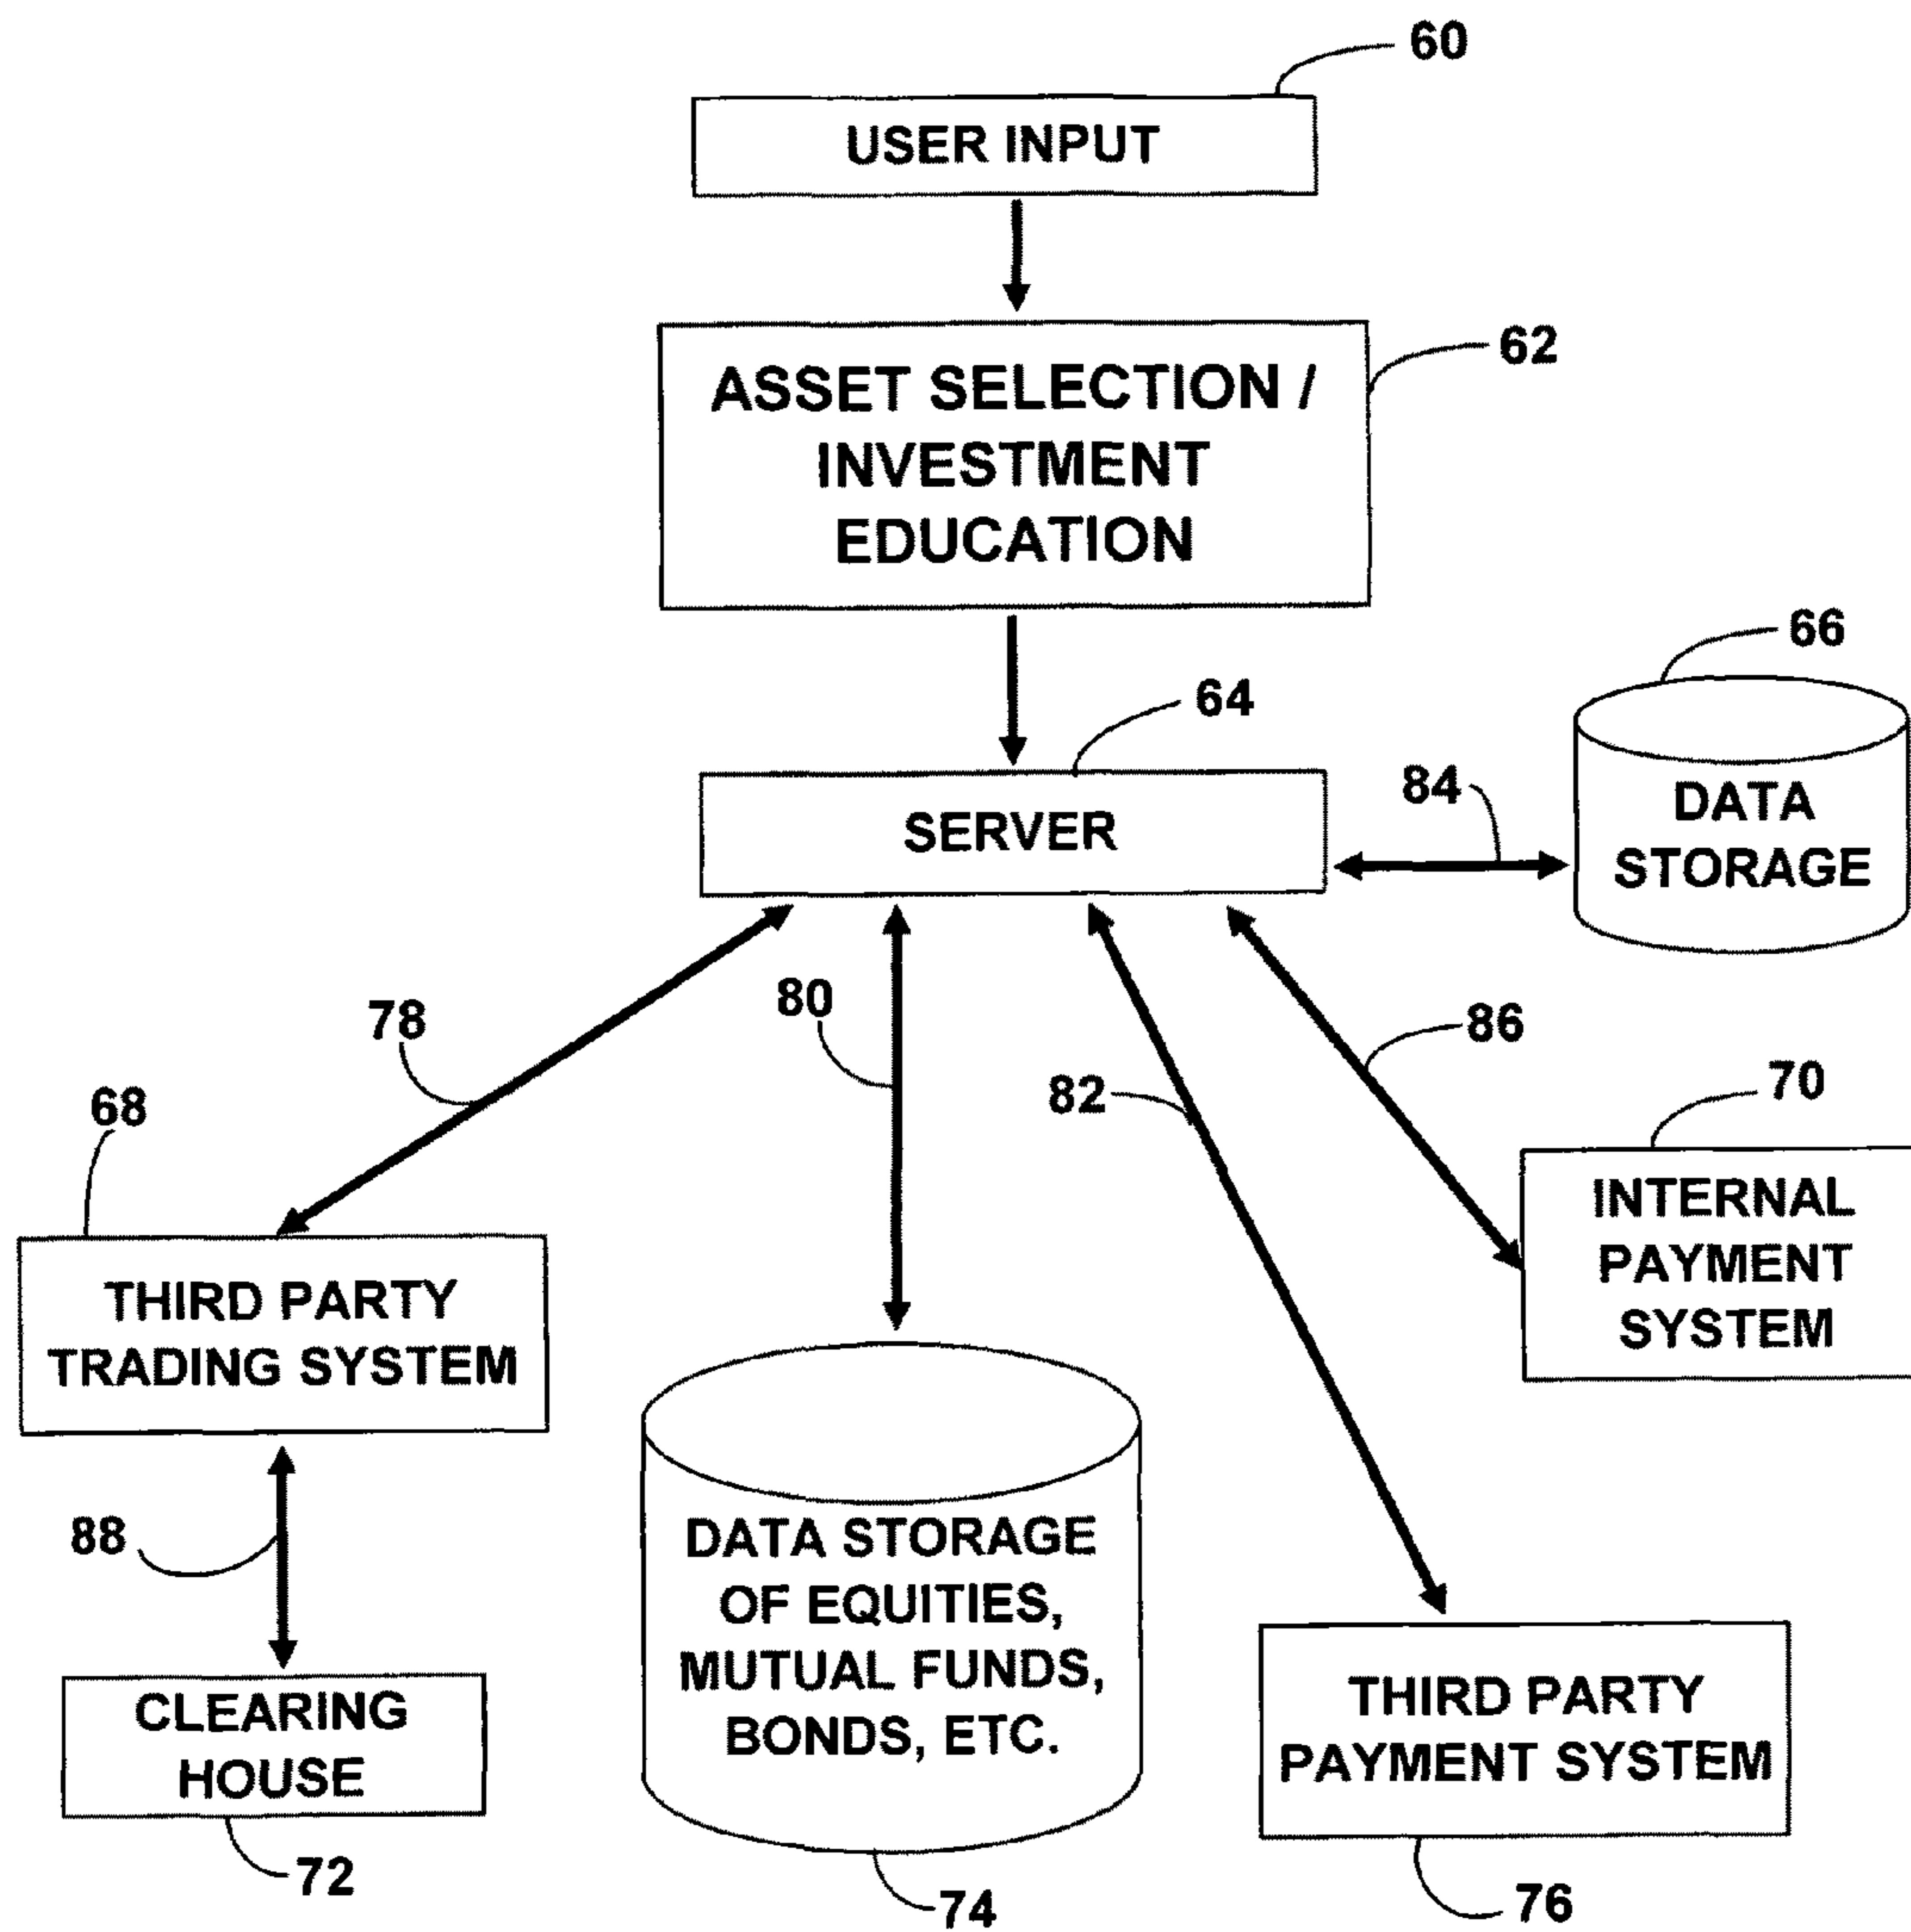 60
USER INPUT
62
ASSET SELECTION /
INVESTMENT
EDUCATION
66
64
84
DATA
STORAGE
SERVER
78
80
86
82
70
68
INTERNAL
PAYMENT
SYSTEM
THIRD PARTY
TRADING SYSTEM
88
DATA STORAGE
OF EQUITIES,
MUTUAL FUNDS,
BONDS, ETC.
CLEARING
HOUSE
THIRD PARTY
PAYMENT SYSTEM
72
74
76